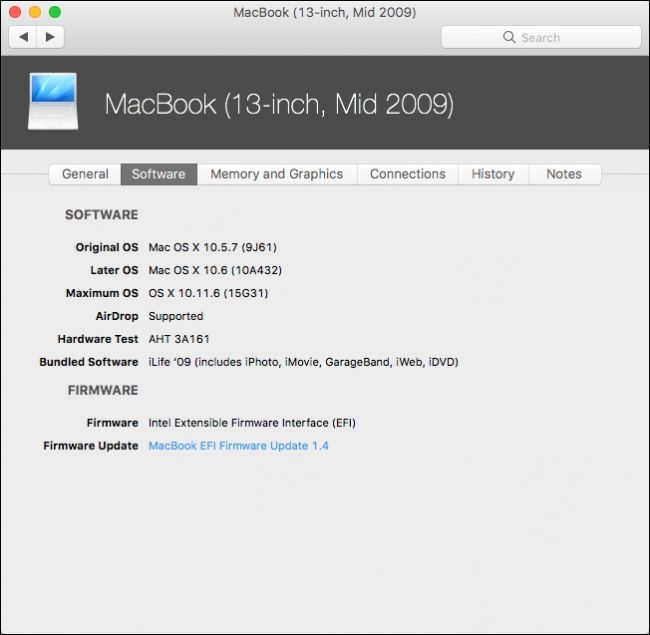 MacBook (13-inch, Mid 2009)
Search
MacBook (13-inch, Mid 2009)
General Software Memory and Graphics Connections History Notes
SOFTWARE
Original OS Mac OS X 10.5.7 (9J61)
Later OS Mac OS X 10.6 (10A432)
Maximum OS OS X 10.11.6 (15G31)
AirDrop Supported
Hardware Test AHT 3A161
Bundled Software iLife ‘09 (includes iPhoto, iMovie, GarageBand, iWeb, iDVD)
FIRMWARE
Firmware Intel Extensible Firmware Interface (EFI)
Firmware Update MacBook EFI Firmware Update 1.4